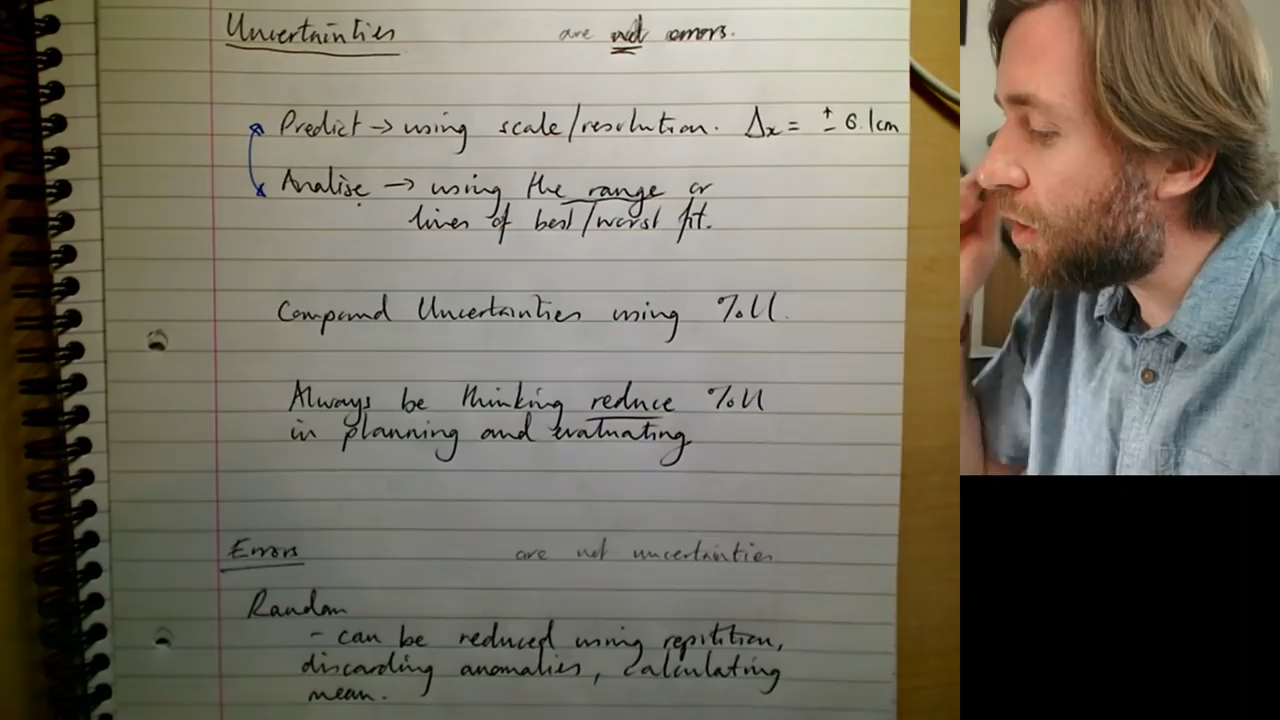 Uncertainties are not errors.
Predict → using scale/resolution. Δx = ± 0.1cm
Analise → using the range or
lines of best/worst fit.
Compound Uncertainties using %U.
Always be thinking reduce %U
in planning and evaluating
Errors are not uncertainties
Random
- can be reduced using repitition,
discarding anomalies, calculating
mean.